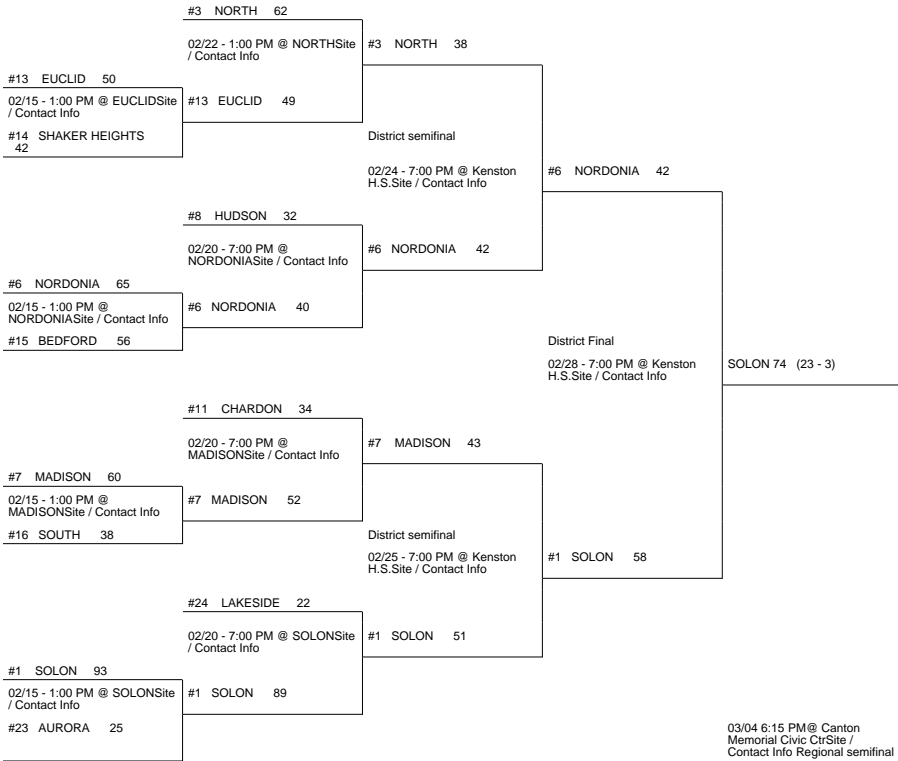 #3 NORTH 62
02/22 - 1:00 PM @ NORTHSite
/ Contact Info
#3 NORTH 38
#13 EUCLID 50
02/15 - 1:00 PM @ EUCLIDSite
/ Contact Info
#13 EUCLID 49
#14 SHAKER HEIGHTS
42
District semifinal
02/24 - 7:00 PM @ Kenston
H.S.Site / Contact Info
#6 NORDONIA 42
#8 HUDSON 32
02/20 - 7:00 PM @
NORDONIASite / Contact Info
#6 NORDONIA 42
#6 NORDONIA 65
02/15 - 1:00 PM @
NORDONIASite / Contact Info
#6 NORDONIA 40
#15 BEDFORD 56
District Final
02/28 - 7:00 PM @ Kenston
H.S.Site / Contact Info
SOLON 74 (23 - 3)
#11 CHARDON 34
02/20 - 7:00 PM @
MADISONSite / Contact Info
#7 MADISON 43
#7 MADISON 60
02/15 - 1:00 PM @
MADISONSite / Contact Info
#7 MADISON 52
#16 SOUTH 38
District semifinal
02/25 - 7:00 PM @ Kenston
H.S.Site / Contact Info
#1 SOLON 58
#24 LAKESIDE 22
02/20 - 7:00 PM @ SOLONSite
/ Contact Info
#1 SOLON 51
#1 SOLON 93
02/15 - 1:00 PM @ SOLONSite
/ Contact Info
#1 SOLON 89
#23 AURORA 25
03/04 6:15 PM@ Canton
Memorial Civic CtrSite /
Contact Info Regional semifinal